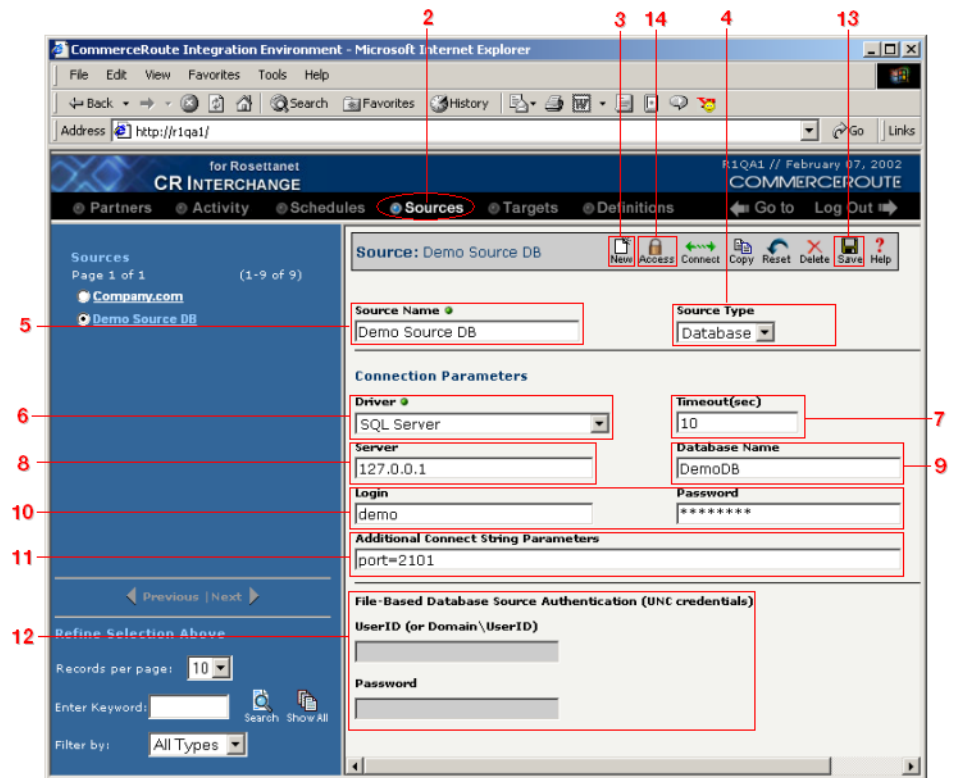 2 3 14 4 13
CommerceRoute Integration Environment - Microsoft Internet Explorer
File Edit View Favorites Tools Help
Back Search Favorites History
Address http://r1qa1/ Go Links
for Rosettanet
CR INTERCHANGE
R1QA1 // February 07, 2002
COMMERCEROUTE
Partners Activity Schedules Sources Targets Definitions Go to Log Out
Sources
Page 1 of 1 (1-9 of 9)
Company.com
Demo Source DB
Source: Demo Source DB
New Access Connect Copy Reset Delete Save Help
5
Source Name
Demo Source DB
Source Type
Database
Connection Parameters
6
Driver
SQL Server
Timeout(sec)
10
7
8
Server
127.0.0.1
Database Name
DemoDB
9
10
Login
demo
Password
********
11
Additional Connect String Parameters
port=2101
12
File-Based Database Source Authentication (UNC credentials)
UserID (or Domain\UserID)
Password
Previous | Next
Refine Selection Above
Records per page: 10
Enter Keyword:
Search Show All
Filter by: All Types